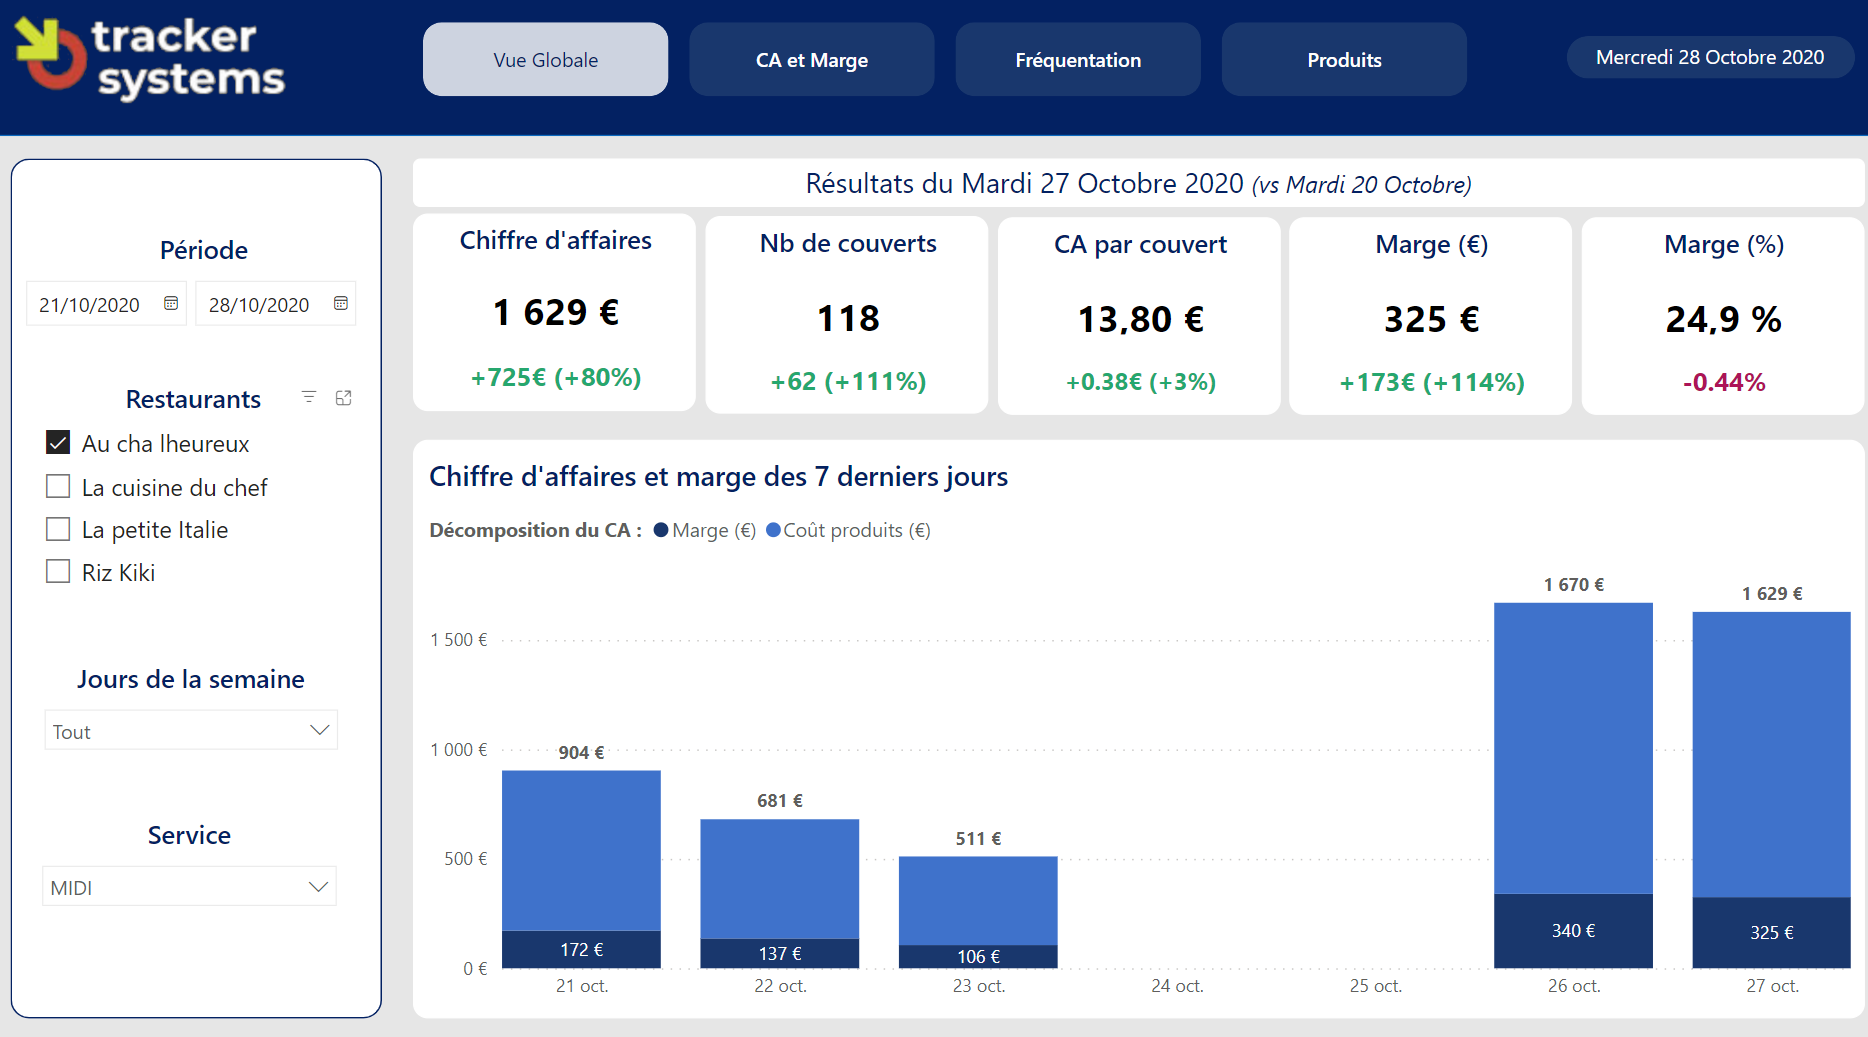 tracker
systems
Vue Globale
CA et Marge
Fréquentation
Produits
Mercredi 28 Octobre 2020
Période
21/10/2020
28/10/2020
Restaurants
Au cha lheureux
La cuisine du chef
La petite Italie
Riz Kiki
Jours de la semaine
Tout
Service
MIDI
Résultats du Mardi 27 Octobre 2020 (vs Mardi 20 Octobre)
Chiffre d'affaires
1 629 €
+725€ (+80%)
Nb de couverts
118
+62 (+111%)
CA par couvert
13,80 €
+0.38€ (+3%)
Marge (€)
325 €
+173€ (+114%)
Marge (%)
24,9 %
-0.44%
Chiffre d'affaires et marge des 7 derniers jours
Décomposition du CA : Marge (€) Coût produits (€)
1 500 €
1 000 €
500 €
0 €
904 €
681 €
511 €
1 670 €
1 629 €
172 €
137 €
106 €
340 €
325 €
21 oct.
22 oct.
23 oct.
24 oct.
25 oct.
26 oct.
27 oct.